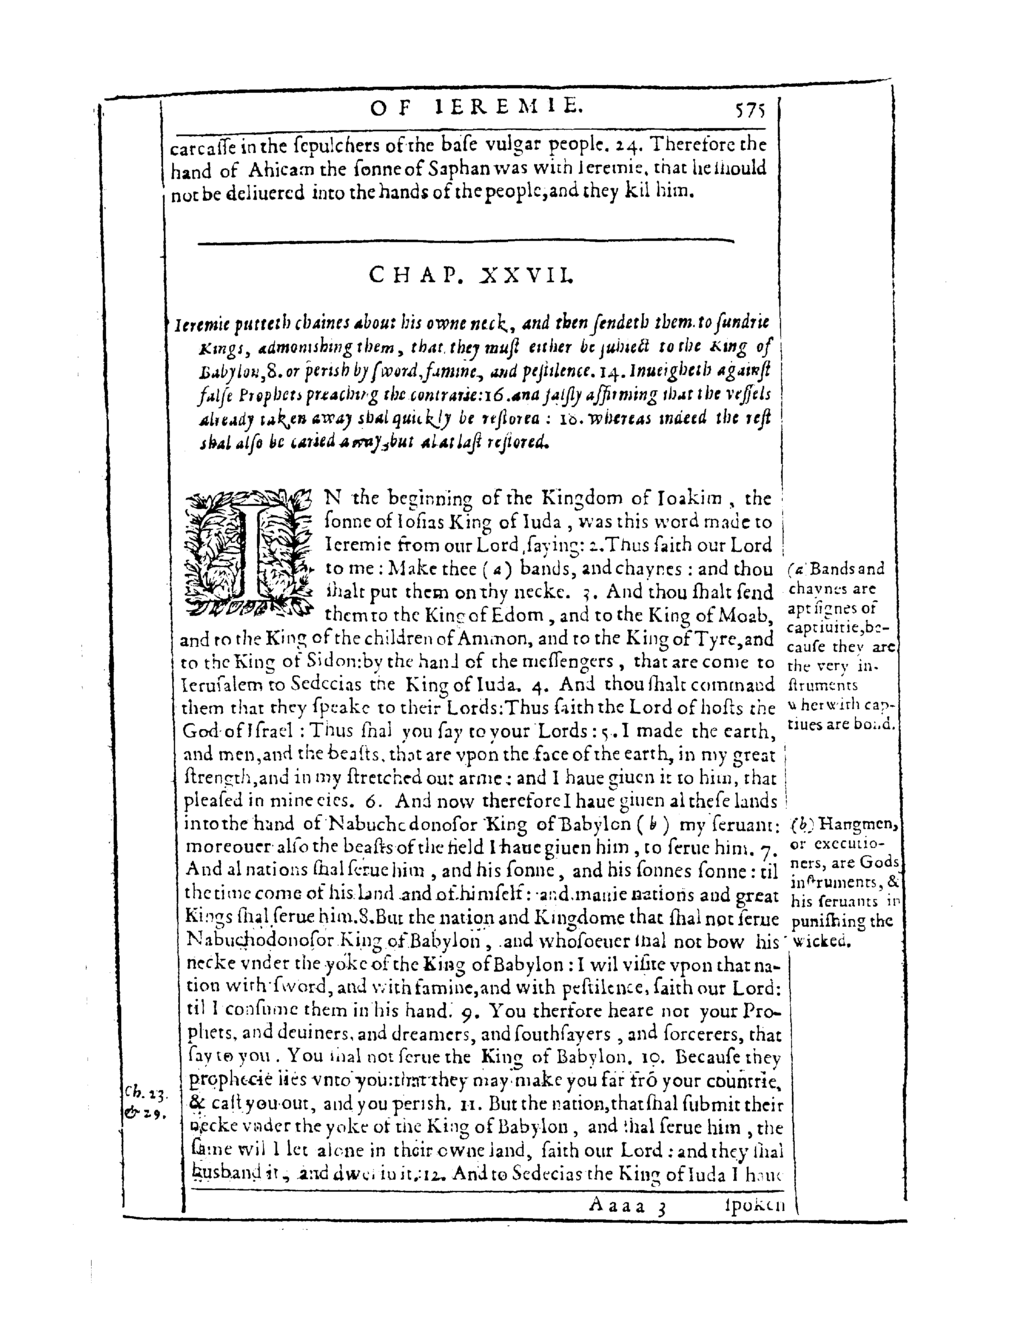 OF IEREMIE. 575
carcasse in the sepulchers of the base vulgar people. 24. Therefore the
hand of Ahicam the sonne of Saphan was with Ieremie, that he should
not be deliuered into the hands of the people,and they kil him.
CHAP. XXVII.
Ieremie putteth chaines about his owne neck, and then sendeth them to sundrie
Kings, admonishing them, that they must either be subiect to the King of
Babylon,8. or perish by sword,famine, and pestilence. 14. Inueigheth against
false Prophets preaching the contrarie:16.and falsly affirming that the vessels
already taken away shal quickly be restored : 18. whereas indeed the rest
shal also be caried away,but at last restored.
IN the beginning of the Kingdom of Ioakim , the
sonne of Iosias King of Iuda , was this word made to
Ieremie from our Lord,saying: 2.Thus saith our Lord
to me : Make thee (a) bands, and chaynes : and thou
shalt put them on thy necke. 3. And thou shalt send
them to the King of Edom , and to the King of Moab,
and to the King of the children of Ammon, and to the King of Tyre,and
to the King of Sidon:by the hand of the messengers , that are come to
Ierusalem to Sedecias the King of Iuda. 4. And thou shalt command
them that they speake to their Lords:Thus saith the Lord of hosts the
God of Israel : Thus shal you say to your Lords : 5.I made the earth,
and men,and the beasts, that are vpon the face of the earth, in my great
strength,and in my stretched out arme : and I haue giuen it to him, that
pleased in mine eies. 6. And now therefore I haue giuen al these lands
into the hand of Nabuchodonosor King of Babylon (b) my seruant:
moreouer also the beasts of the field I haue giuen him , to serue him. 7.
And al nations shal serue him , and his sonne, and his sonnes sonne : til
the time come of his land and of himself : and manie nations and great
Kings shal serue him.8.But the nation and Kingdome that shal not serue
Nabuchodonosor King of Babylon , and whosoeuer shal not bow his
necke vnder the yoke of the King of Babylon : I wil visite vpon that na-
tion with sword, and with famine,and with pestilence, saith our Lord:
til I consume them in his hand. 9. You therfore heare not your Pro-
phets, and deuiners, and dreamers, and southsayers , and sorcerers, that
say to you . You shal not serue the King of Babylon. 10. Because they
prophecie lies vnto you:that they may make you far frō your countrie,
& cast you out, and you perish. 11. But the nation,that shal submit their
necke vnder the yoke of the King of Babylon , and shal serue him , the
same wil I let alone in their owne land, saith our Lord : and they shal
husband it , and dwel in it.:12. And to Sedecias the King of Iuda I haue
Aaaa 3 spoken
(a) Bands and
chaynes are
apt signes of
captiuitie,be-
cause they are
the very in-
struments
wherwith cap-
tiues are bound.
(b) Hangmen,
or executio-
ners, are Gods
instruments, &
his seruants in
punishing the
wicked.
Ch. 23.
& 29.